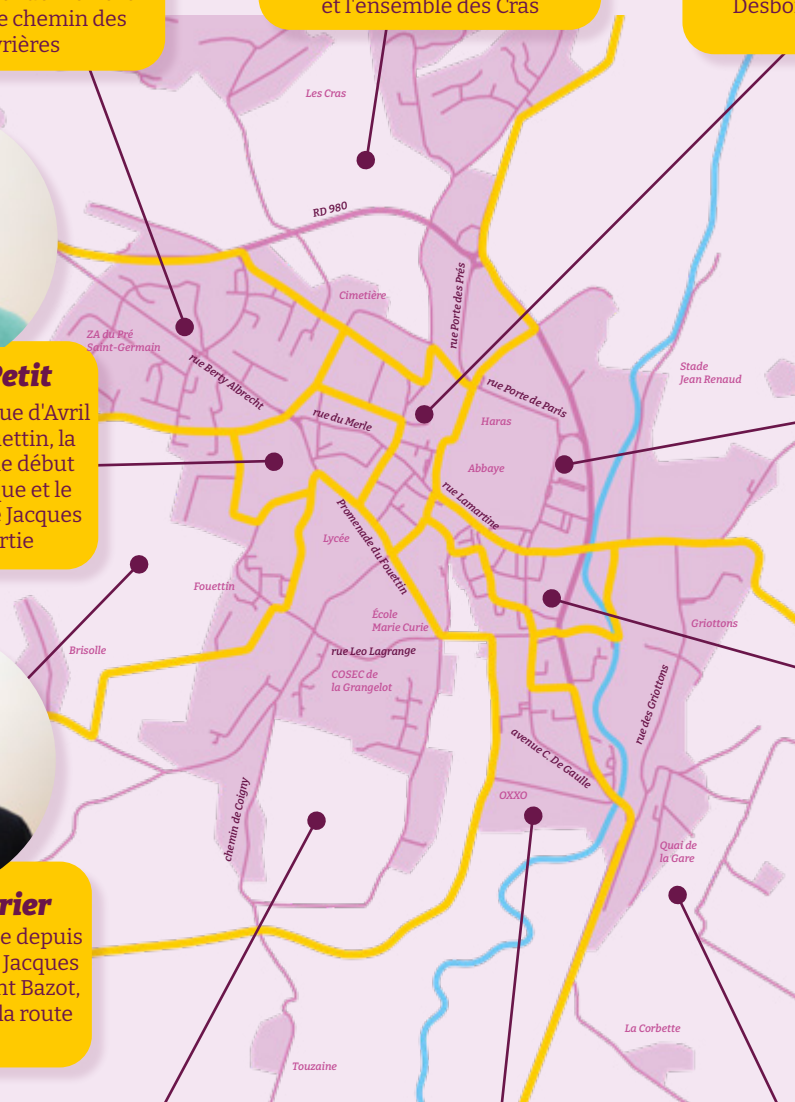 e chemin des
rières
et l'ensemble des Cras
Desbo
Les Cras
RD 980
rue Porte des Prés
Cimetière
ZA du Pré
Saint-Germain
rue Berty Albrecht
rue du Merle
rue Porte de Paris
Haras
Abbaye
rue Lamartine
Stade
Jean Renaud
Petit
ue d'Avril
ettin, la
le début
que et le
e Jacques
rtie
Lycée
Promenade du Fouettin
Fouettin
École
Marie Curie
rue Leo Lagrange
COSEC de
la Grangelot
Brisolle
Griottons
rue des Griottons
avenue C. De Gaulle
OXXO
chemin de Coigny
Quai de
la Gare
rier
e depuis
Jacques
nt Bazot,
la route
La Corbette
Touzaine